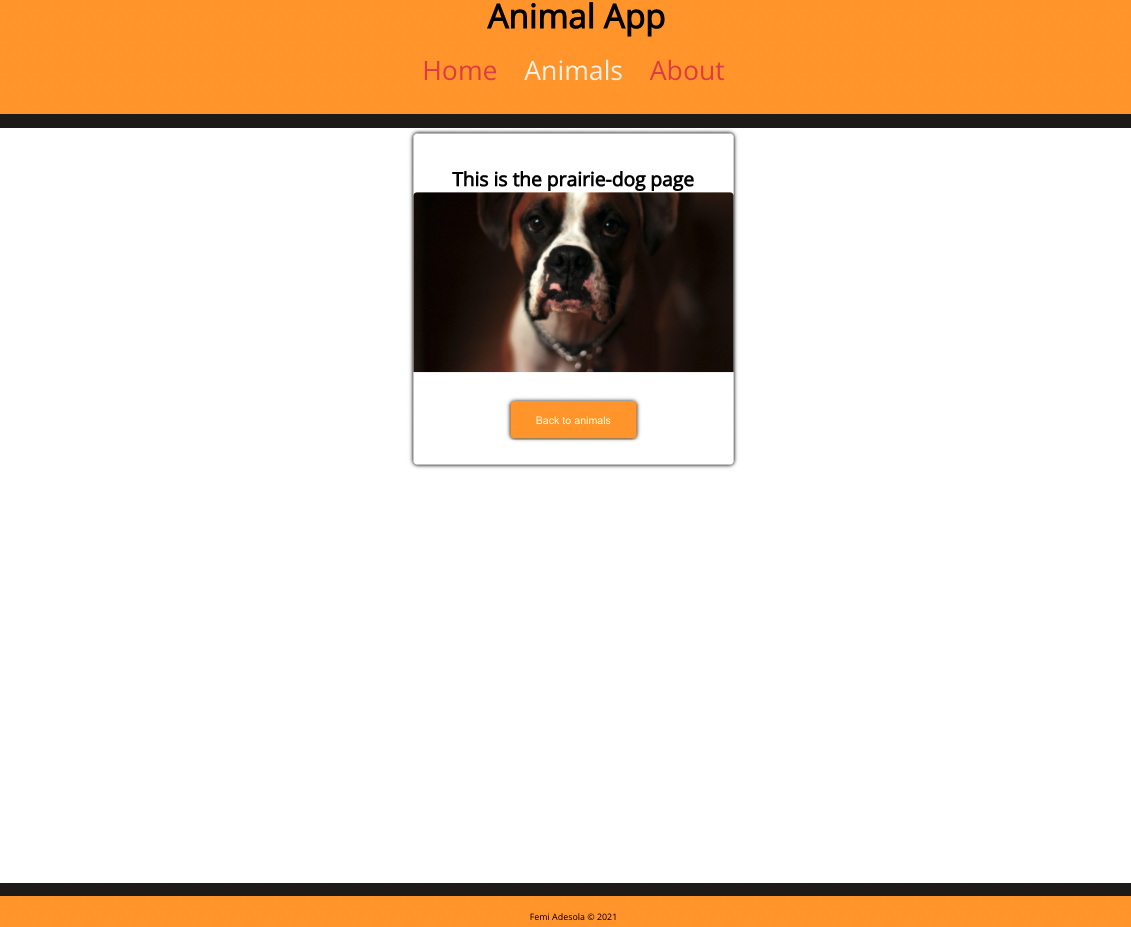 Animal App
Home Animals About
This is the prairie-dog page
Back to animals
Femi Adesola © 2021